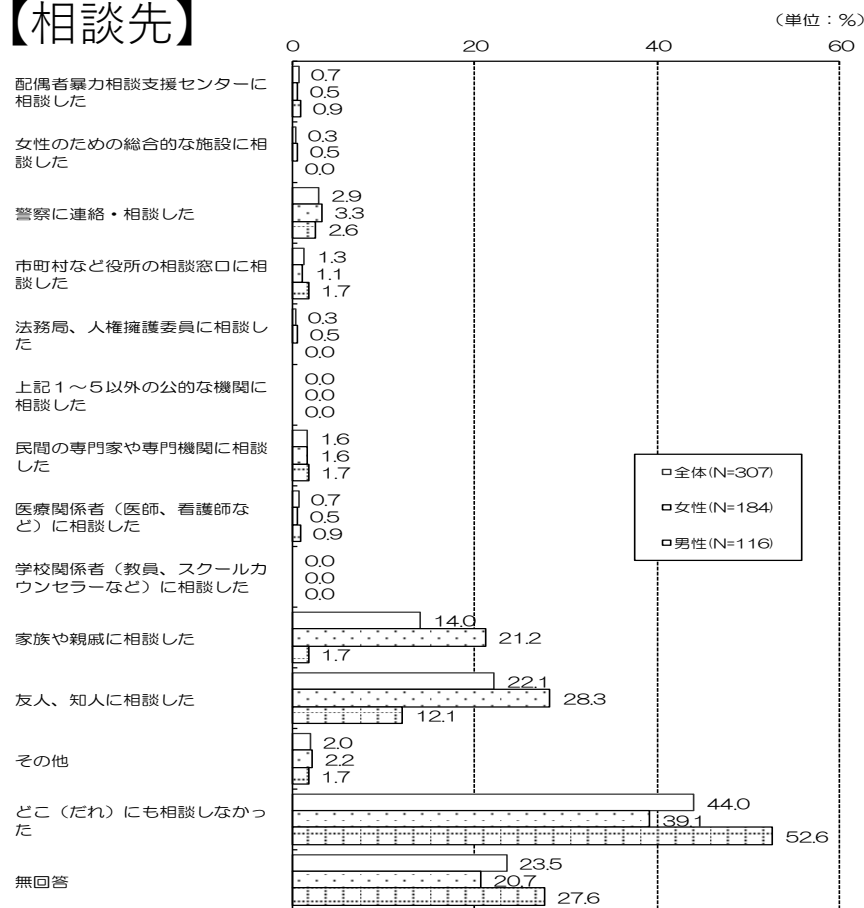 【相談先】
（単位：％）
0 20 40 60
配偶者暴力相談支援センターに
相談した
0.7
0.5
0.9
女性のための総合的な施設に相
談した
0.3
0.5
0.0
警察に連絡・相談した
2.9
3.3
2.6
市町村など役所の相談窓口に相
談した
1.3
1.1
1.7
法務局、人権擁護委員に相談し
た
0.3
0.5
0.0
上記１～５以外の公的な機関に
相談した
0.0
0.0
0.0
民間の専門家や専門機関に相談
した
1.6
1.6
1.7
医療関係者（医師、看護師な
ど）に相談した
0.7
0.5
0.9
学校関係者（教員、スクールカ
ウンセラーなど）に相談した
0.0
0.0
0.0
家族や親戚に相談した
14.0
21.2
1.7
友人、知人に相談した
22.1
28.3
12.1
その他
2.0
2.2
1.7
どこ（だれ）にも相談しなかっ
た
44.0
39.1
52.6
無回答
23.5
20.7
27.6
全体(N=307)
女性(N=184)
男性(N=116)